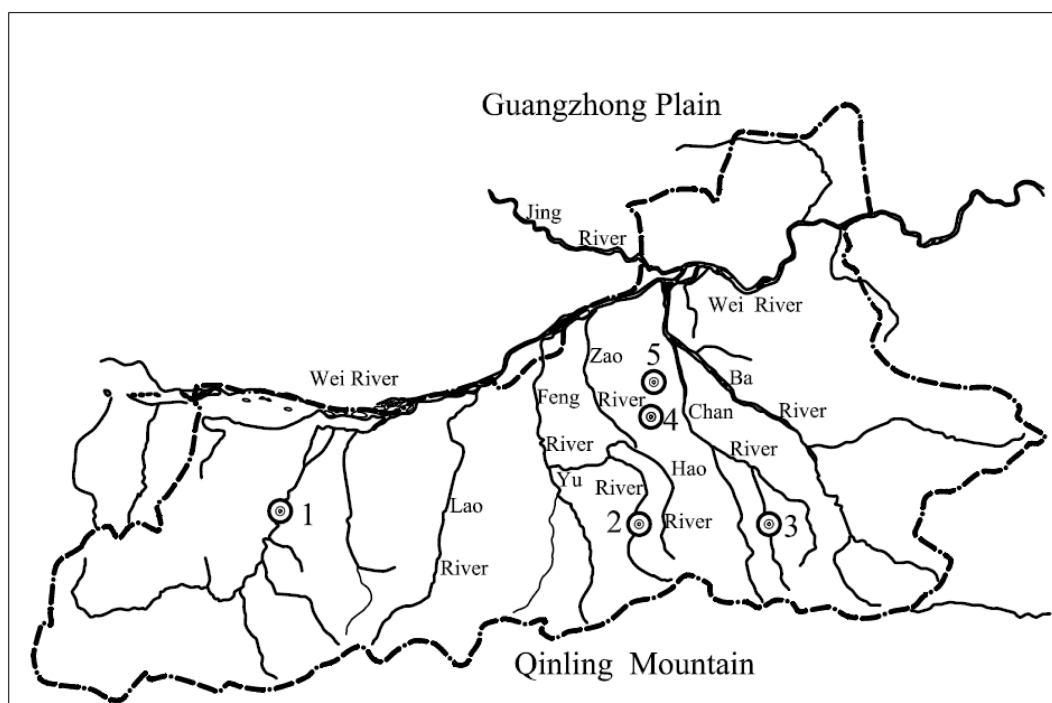 Guangzhong Plain
Jing
River
Wei River
Wei River
Zao
River
5
Ba
River
Feng
River
4
Chan
River
Hao
River
Yu
River
Lao
River
1
2
3
Qinling Mountain